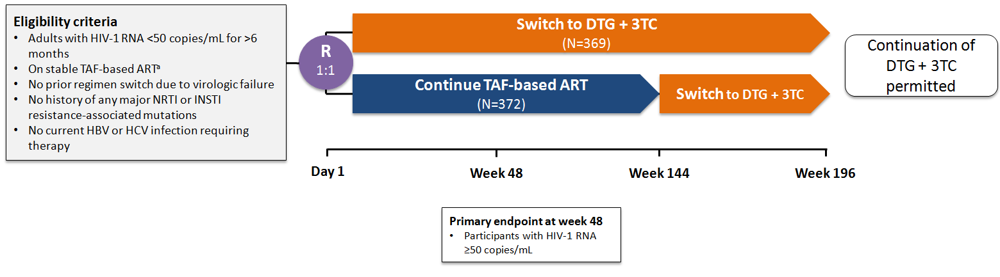 Eligibility criteria
• Adults with HIV-1 RNA <50 copies/mL for >6
months
• On stable TAF-based ARTᵃ
• No prior regimen switch due to virologic failure
• No history of any major NRTI or INSTI
resistance-associated mutations
• No current HBV or HCV infection requiring
therapy
R
1:1
Switch to DTG + 3TC
(N=369)
Continue TAF-based ART
(N=372)
Switch to DTG + 3TC
Continuation of
DTG + 3TC
permitted
Day 1
Week 48
Week 144
Week 196
Primary endpoint at week 48
• Participants with HIV-1 RNA
≥50 copies/mL